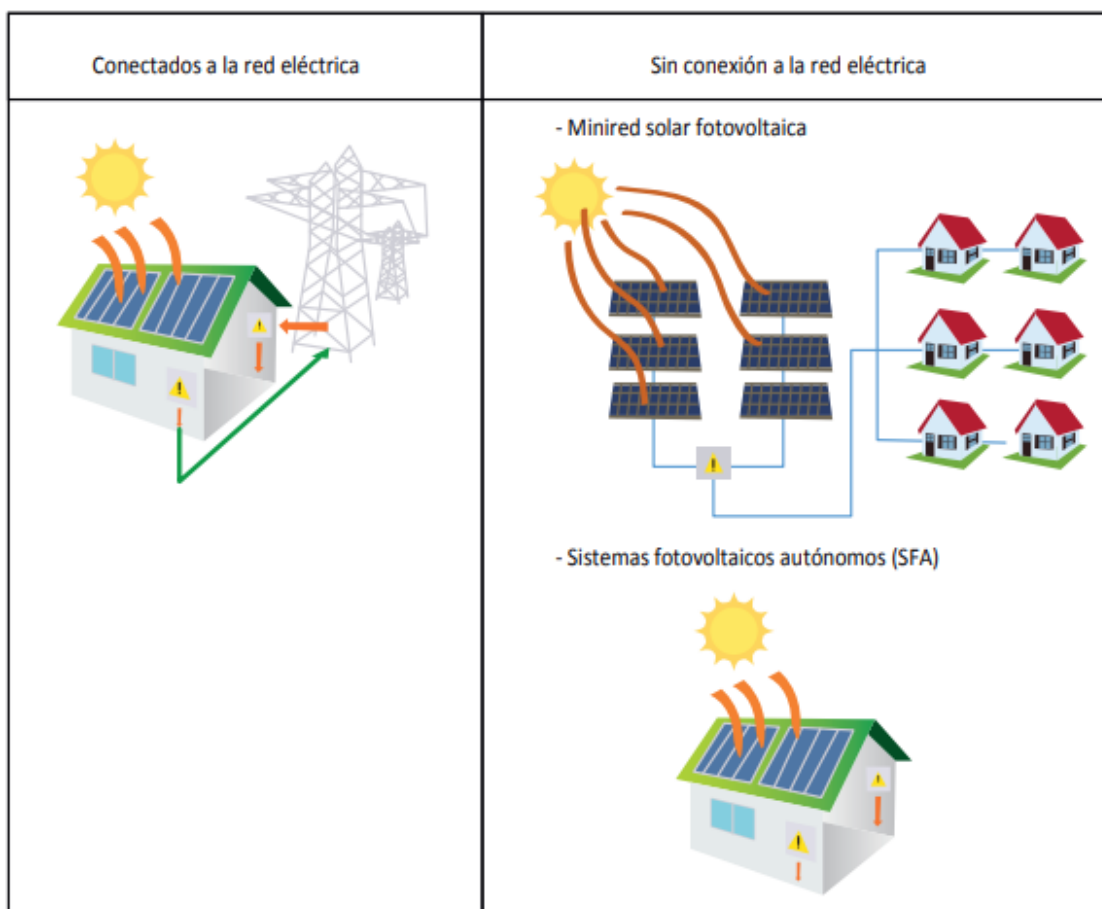 Conectados a la red eléctrica
Sin conexión a la red eléctrica
- Minired solar fotovoltaica
- Sistemas fotovoltaicos autónomos (SFA)